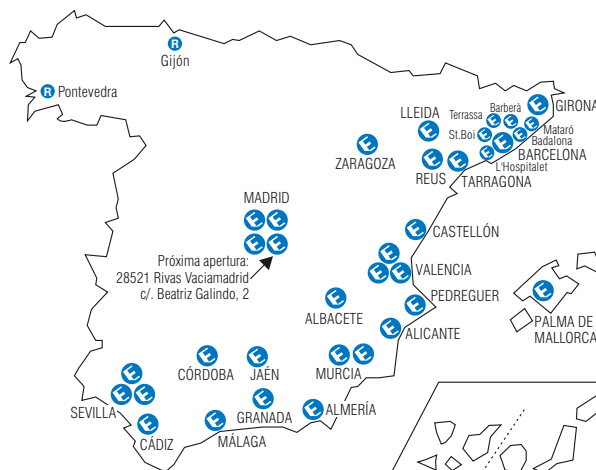 R
Gijón
R Pontevedra
E GIRONA
LLEIDA
E
Terrassa
E
Barberà
E
E Mataró
St.Boi E
E Badalona
E BARCELONA
E L'Hospitalet
E
ZARAGOZA
E
REUS
E
TARRAGONA
MADRID
E E
E E
Próxima apertura:
28521 Rivas Vaciamadrid
c/. Beatriz Galindo, 2
E CASTELLÓN
E
E E VALENCIA
E PEDREGUER
E
ALBACETE
E ALICANTE
E
PALMA DE
MALLORCA
E
CÓRDOBA
E
JAÉN
E E
MURCIA
E
E E
SEVILLA
E
CÁDIZ
E
MÁLAGA
E
GRANADA
E ALMERÍA